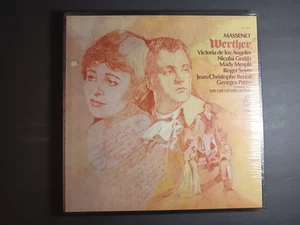 MASSENET
Werther
Victoria de los Angeles
Nicolai Gedda
Mady Mesplé
Roger Soyer
Jean-Christophe Benoit
Georges Prêtre